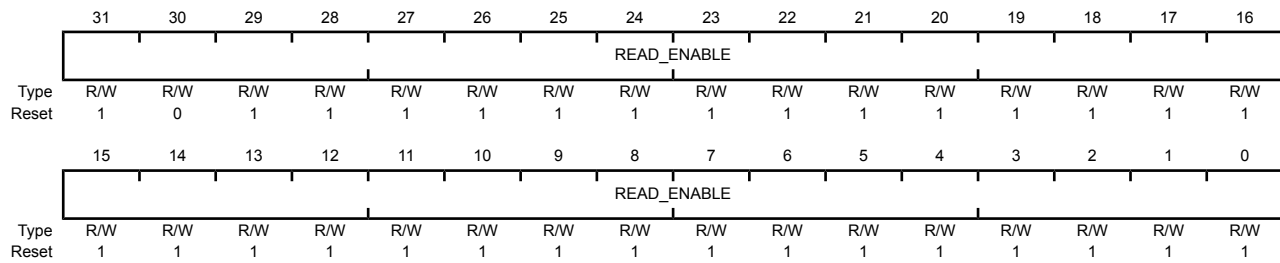 31 30 29 28 27 26 25 24 23 22 21 20 19 18 17 16
READ_ENABLE
Type R/W R/W R/W R/W R/W R/W R/W R/W R/W R/W R/W R/W R/W R/W R/W R/W
Reset 1 0 1 1 1 1 1 1 1 1 1 1 1 1 1 1
15 14 13 12 11 10 9 8 7 6 5 4 3 2 1 0
READ_ENABLE
Type R/W R/W R/W R/W R/W R/W R/W R/W R/W R/W R/W R/W R/W R/W R/W R/W
Reset 1 1 1 1 1 1 1 1 1 1 1 1 1 1 1 1